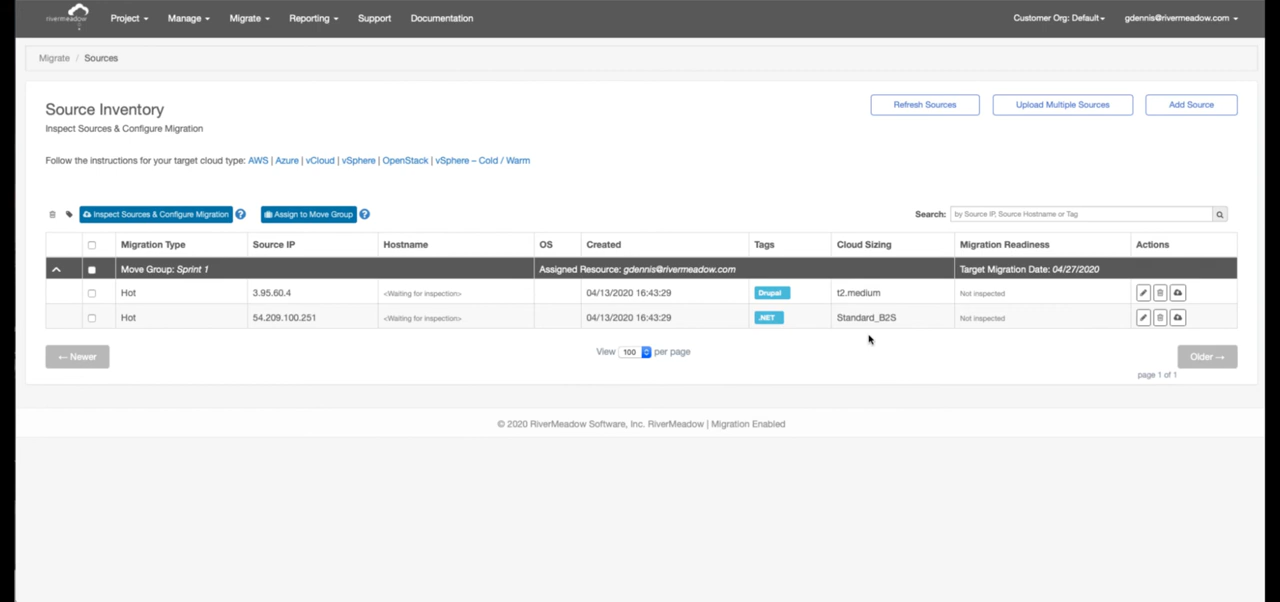 rivermeadow Project Manage Migrate Reporting Support Documentation Customer Org: Default gdennis@rivermeadow.com
Migrate / Sources
Source Inventory
Refresh Sources Upload Multiple Sources Add Source
Inspect Sources & Configure Migration
Follow the instructions for your target cloud type: AWS | Azure | vCloud | vSphere | OpenStack | vSphere – Cold / Warm
Inspect Sources & Configure Migration ? Assign to Move Group ? Search: by Source IP, Source Hostname or Tag
Migration Type Source IP Hostname OS Created Tags Cloud Sizing Migration Readiness Actions
Move Group: Sprint 1 Assigned Resource: gdennis@rivermeadow.com Target Migration Date: 04/27/2020
Hot 3.95.60.4 <Waiting for inspection> 04/13/2020 16:43:29 Drupal t2.medium Not inspected
Hot 54.209.100.251 <Waiting for inspection> 04/13/2020 16:43:29 .NET Standard_B2S Not inspected
← Newer View 100 per page Older →
page 1 of 1
© 2020 RiverMeadow Software, Inc. RiverMeadow | Migration Enabled